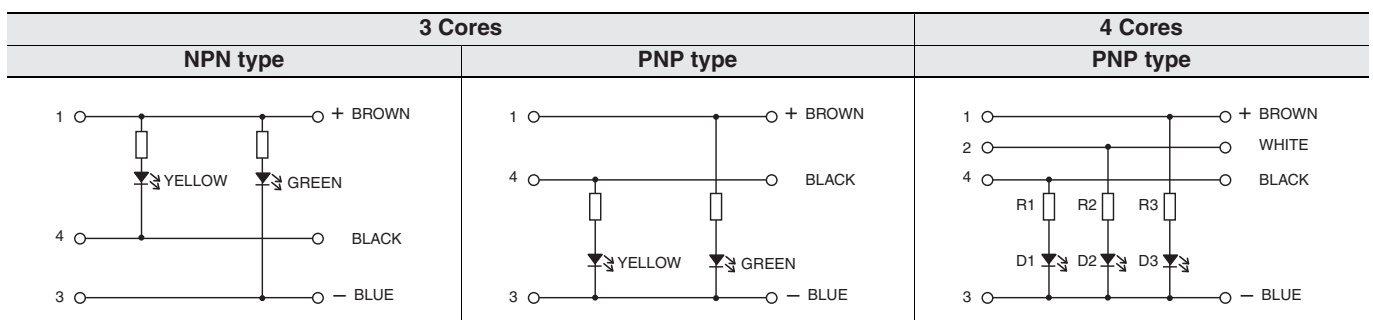 3 Cores
4 Cores
NPN type
PNP type
PNP type
1
+ BROWN
YELLOW
GREEN
4
BLACK
3
− BLUE
1
+ BROWN
4
BLACK
YELLOW
GREEN
3
− BLUE
1
+ BROWN
2
WHITE
4
BLACK
R1
R2
R3
D1
D2
D3
3
− BLUE